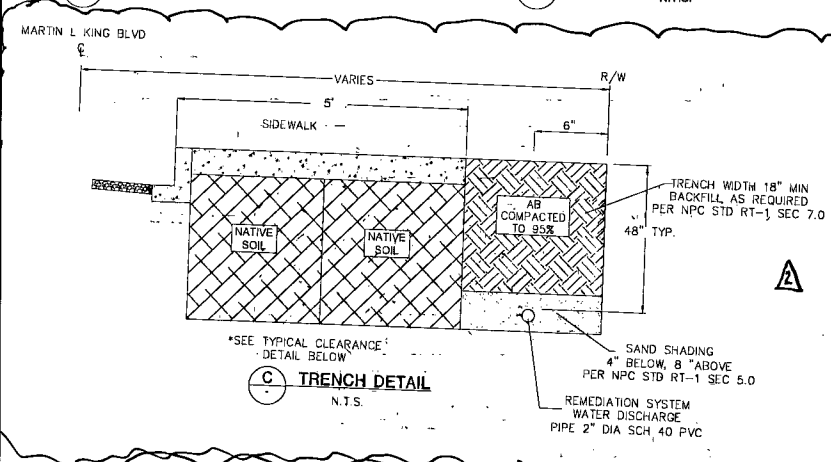 MARTIN L KING BLVD
℄
VARIES
R/W
5'
6"
SIDEWALK
TRENCH WIDTH 18" MIN
BACKFILL AS REQUIRED
PER NPC STD RT-1 SEC 7.0
AB
COMPACTED
TO 95%
48" TYP.
NATIVE
SOIL
NATIVE
SOIL
2
*SEE TYPICAL CLEARANCE
DETAIL BELOW
SAND SHADING
4" BELOW, 8 "ABOVE
PER NPC STD RT-1 SEC 5.0
C TRENCH DETAIL
N.T.S.
REMEDIATION SYSTEM
WATER DISCHARGE
PIPE 2" DIA SCH 40 PVC